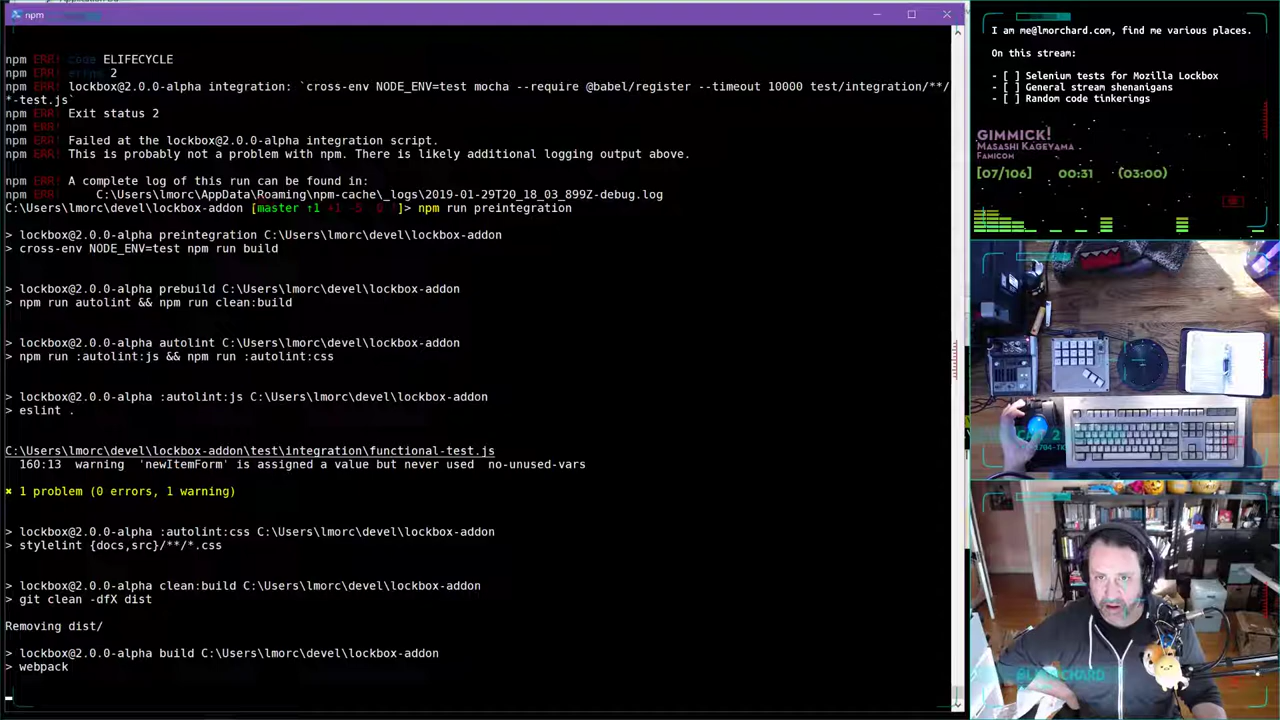 npm
npm ERR! code ELIFECYCLE
npm ERR! errno 2
npm ERR! lockbox@2.0.0-alpha integration: `cross-env NODE_ENV=test mocha --require @babel/register --timeout 10000 test/integration/**/
*-test.js`
npm ERR! Exit status 2
npm ERR!
npm ERR! Failed at the lockbox@2.0.0-alpha integration script.
npm ERR! This is probably not a problem with npm. There is likely additional logging output above.
npm ERR! A complete log of this run can be found in:
npm ERR!     C:\Users\lmorc\AppData\Roaming\npm-cache\_logs\2019-01-29T20_18_03_899Z-debug.log
C:\Users\lmorc\devel\lockbox-addon [master ↑1 +1 ~5 0 ]> npm run preintegration
> lockbox@2.0.0-alpha preintegration C:\Users\lmorc\devel\lockbox-addon
> cross-env NODE_ENV=test npm run build
> lockbox@2.0.0-alpha prebuild C:\Users\lmorc\devel\lockbox-addon
> npm run autolint && npm run clean:build
> lockbox@2.0.0-alpha autolint C:\Users\lmorc\devel\lockbox-addon
> npm run :autolint:js && npm run :autolint:css
> lockbox@2.0.0-alpha :autolint:js C:\Users\lmorc\devel\lockbox-addon
> eslint .
C:\Users\lmorc\devel\lockbox-addon\test\integration\functional-test.js
160:13  warning  'newItemForm' is assigned a value but never used  no-unused-vars
✖ 1 problem (0 errors, 1 warning)
> lockbox@2.0.0-alpha :autolint:css C:\Users\lmorc\devel\lockbox-addon
> stylelint {docs,src}/**/*.css
> lockbox@2.0.0-alpha clean:build C:\Users\lmorc\devel\lockbox-addon
> git clean -dfX dist
Removing dist/
> lockbox@2.0.0-alpha build C:\Users\lmorc\devel\lockbox-addon
> webpack
I am me@lmorchard.com, find me various places.
On this stream:
- [ ] Selenium tests for Mozilla Lockbox
- [ ] General stream shenanigans
- [ ] Random code tinkerings
GIMMICK!
MASASHI KAGEYAMA
FAMICOM
[07/106] 00:31 (03:00)